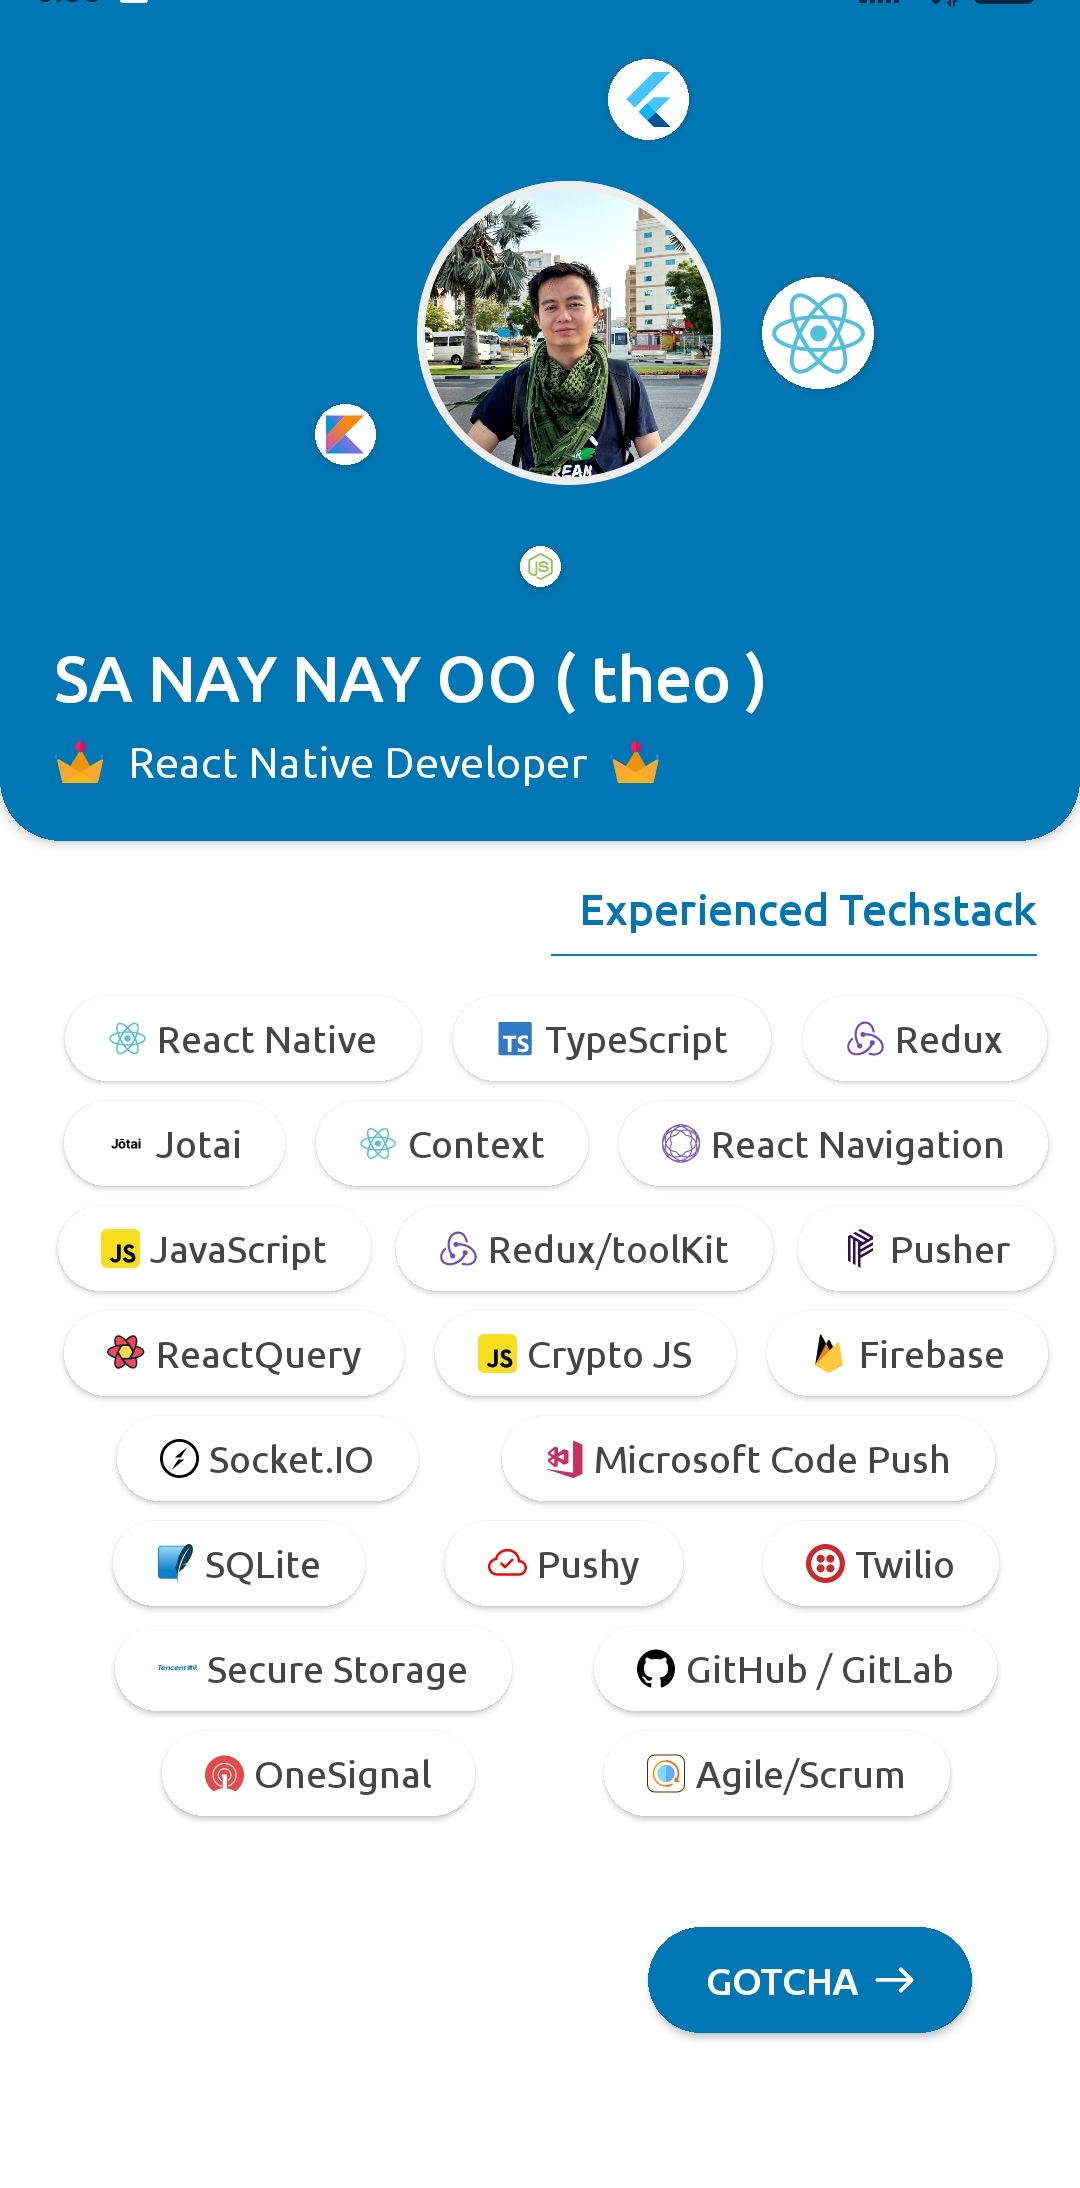 SA NAY NAY OO ( theo )
React Native Developer
Experienced Techstack
React Native
TS TypeScript
Redux
Jōtai Jotai
Context
React Navigation
JS JavaScript
Redux/toolKit
Pusher
ReactQuery
JS Crypto JS
Firebase
Socket.IO
Microsoft Code Push
SQLite
Pushy
Twilio
Tencent 腾讯 Secure Storage
GitHub / GitLab
OneSignal
Agile/Scrum
GOTCHA